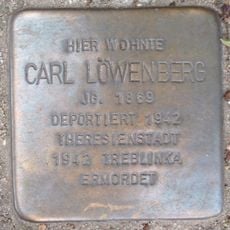 HIER WOHNTE
CARL LÖWENBERG
JG. 1869
DEPORTIERT 1942
THERESIENSTADT
1942 TREBLINKA
ERMORDET